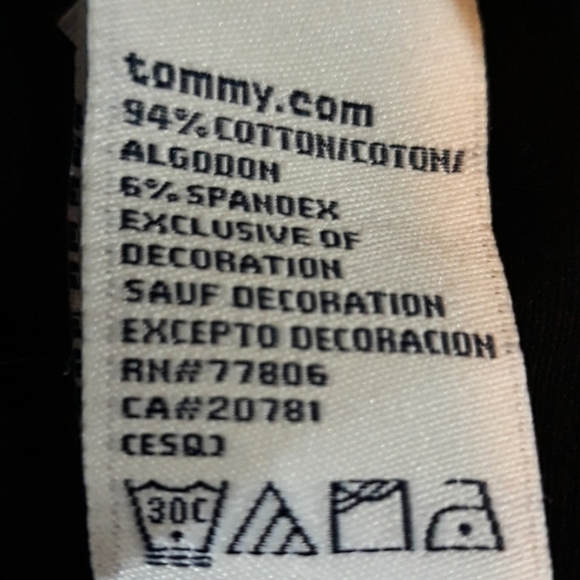 tommy.com
94% COTTON/COTON/
ALGODON
6% SPANDEX
EXCLUSIVE OF
DECORATION
SAUF DECORATION
EXCEPTO DECORACION
RN#77806
CA#20781
(ESQ)
30C